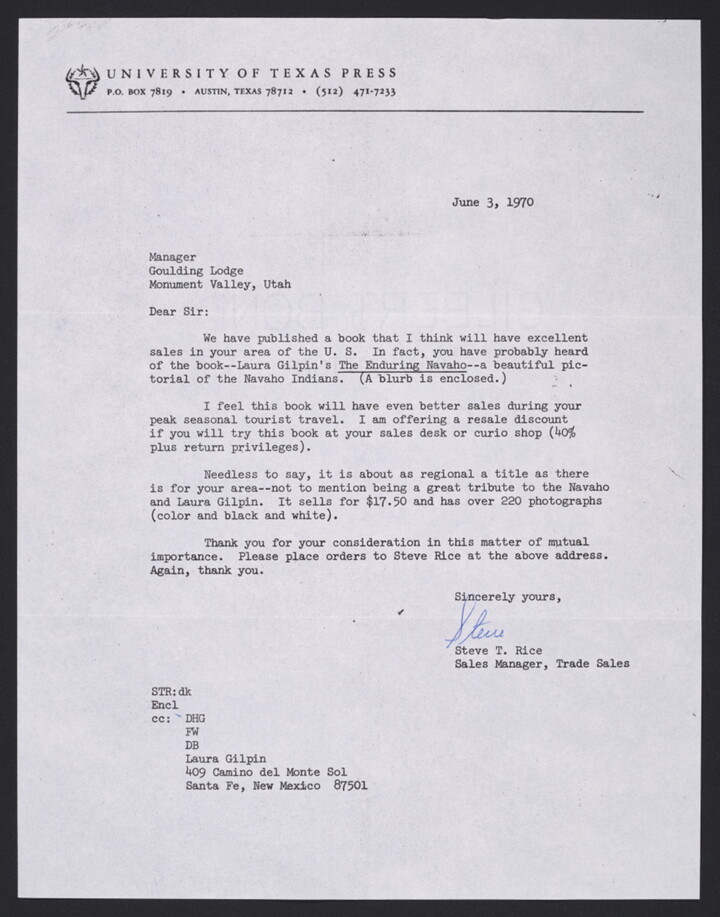 UNIVERSITY OF TEXAS PRESS
P.O. BOX 7819 • AUSTIN, TEXAS 78712 • (512) 471-7233
June 3, 1970
Manager
Goulding Lodge
Monument Valley, Utah
Dear Sir:
We have published a book that I think will have excellent
sales in your area of the U. S. In fact, you have probably heard
of the book--Laura Gilpin's The Enduring Navaho--a beautiful pic-
torial of the Navaho Indians. (A blurb is enclosed.)
I feel this book will have even better sales during your
peak seasonal tourist travel. I am offering a resale discount
if you will try this book at your sales desk or curio shop (40%
plus return privileges).
Needless to say, it is about as regional a title as there
is for your area--not to mention being a great tribute to the Navaho
and Laura Gilpin. It sells for $17.50 and has over 220 photographs
(color and black and white).
Thank you for your consideration in this matter of mutual
importance. Please place orders to Steve Rice at the above address.
Again, thank you.
Sincerely yours,
Steve
Steve T. Rice
Sales Manager, Trade Sales
STR:dk
Encl
cc: DHG
FW
DB
Laura Gilpin
409 Camino del Monte Sol
Santa Fe, New Mexico 87501